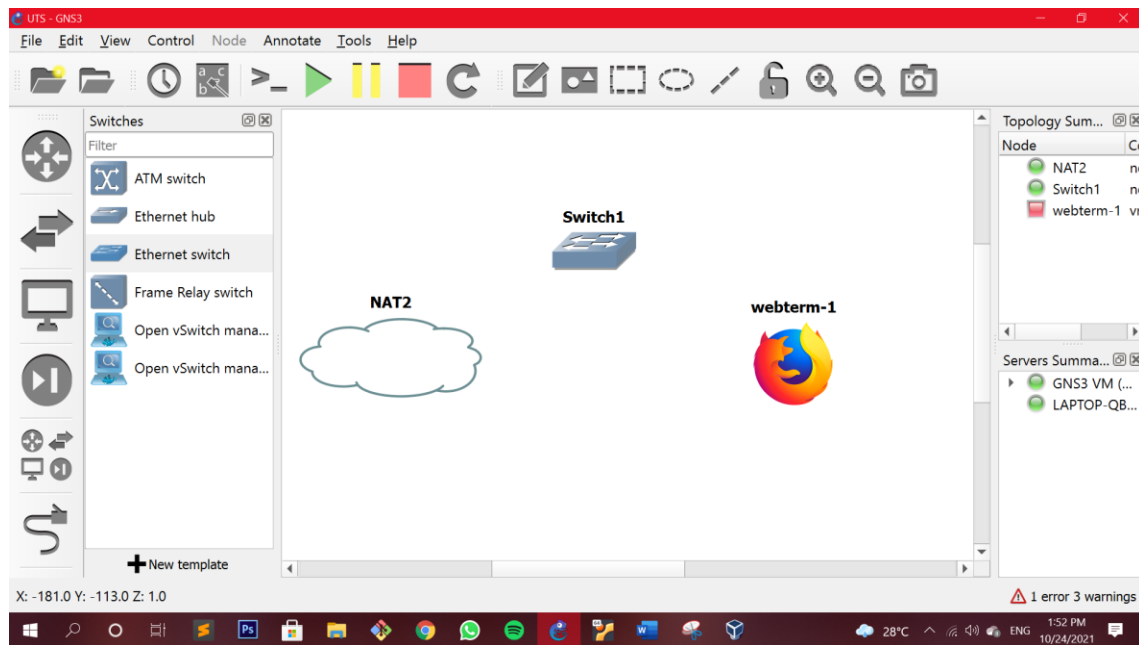 UTS - GNS3
File Edit View Control Node Annotate Tools Help
Switches
Filter
ATM switch
Ethernet hub
Ethernet switch
Frame Relay switch
Open vSwitch mana...
Open vSwitch mana...
New template
Switch1
NAT2
webterm-1
Topology Sum...
Node
NAT2
Switch1
webterm-1
Servers Summa...
GNS3 VM (...
LAPTOP-QB...
X: -181.0 Y: -113.0 Z: 1.0
1 error 3 warnings
28°C
ENG
1:52 PM
10/24/2021